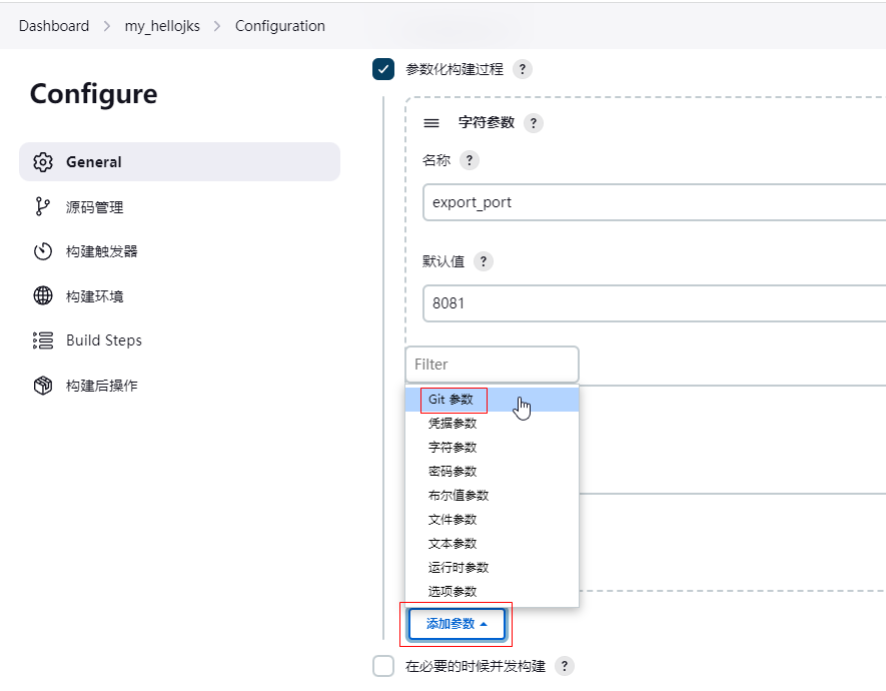 Dashboard > my_hellojks > Configuration
Configure
General
源码管理
构建触发器
构建环境
Build Steps
构建后操作
参数化构建过程 ?
字符参数 ?
名称 ?
export_port
默认值 ?
8081
Filter
Git 参数
凭据参数
字符参数
密码参数
布尔值参数
文件参数
文本参数
运行时参数
选项参数
添加参数
在必要的时候并发构建 ?